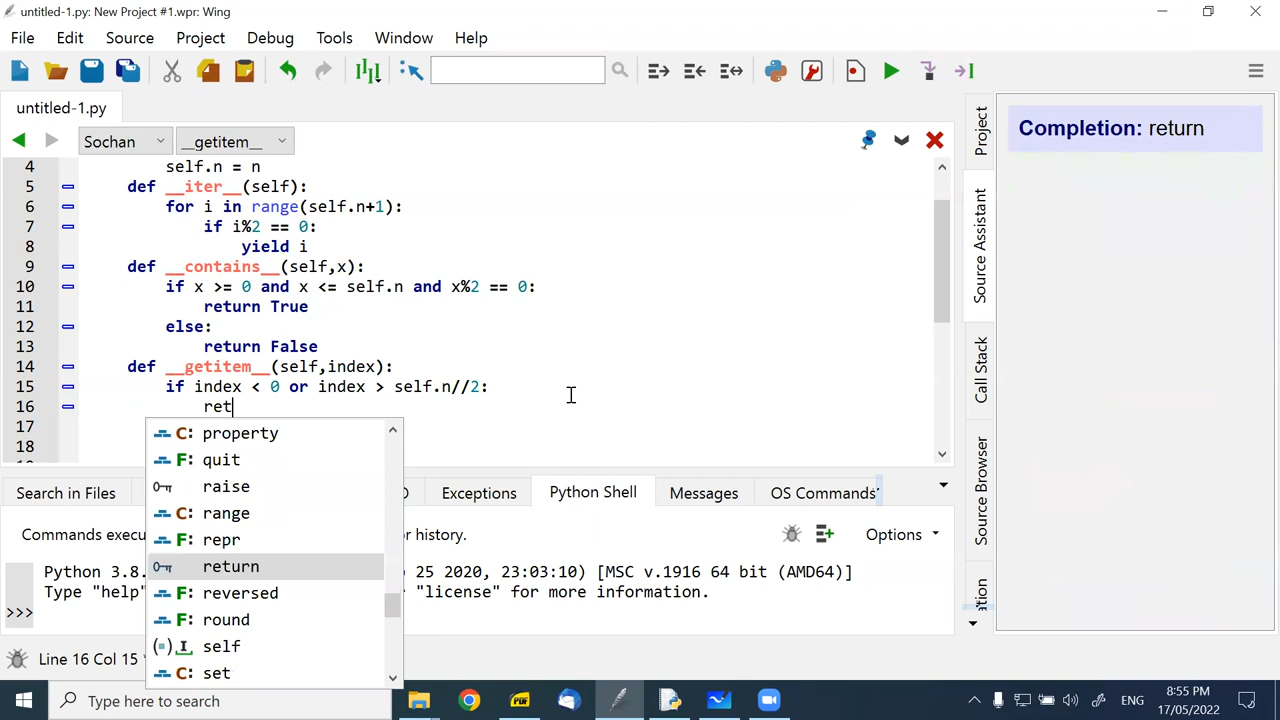 untitled-1.py: New Project #1.wpr: Wing
File Edit Source Project Debug Tools Window Help
untitled-1.py
Sochan __getitem__
4 self.n = n
5 def __iter__(self):
6 for i in range(self.n+1):
7 if i%2 == 0:
8 yield i
9 def __contains__(self,x):
10 if x >= 0 and x <= self.n and x%2 == 0:
11 return True
12 else:
13 return False
14 def __getitem__(self,index):
15 if index < 0 or index > self.n//2:
16 ret
17
18
C: property
F: quit
raise
C: range
F: repr
return
F: reversed
F: round
self
C: set
Completion: return
Project
Source Assistant
Call Stack
Source Browser
Search in Files Exceptions Python Shell Messages OS Commands
Commands execu r history. Options
Python 3.8. 25 2020, 23:03:10) [MSC v.1916 64 bit (AMD64)]
Type "help" "license" for more information.
>>>
Line 16 Col 15
Type here to search
PDF
ENG
8:55 PM
17/05/2022